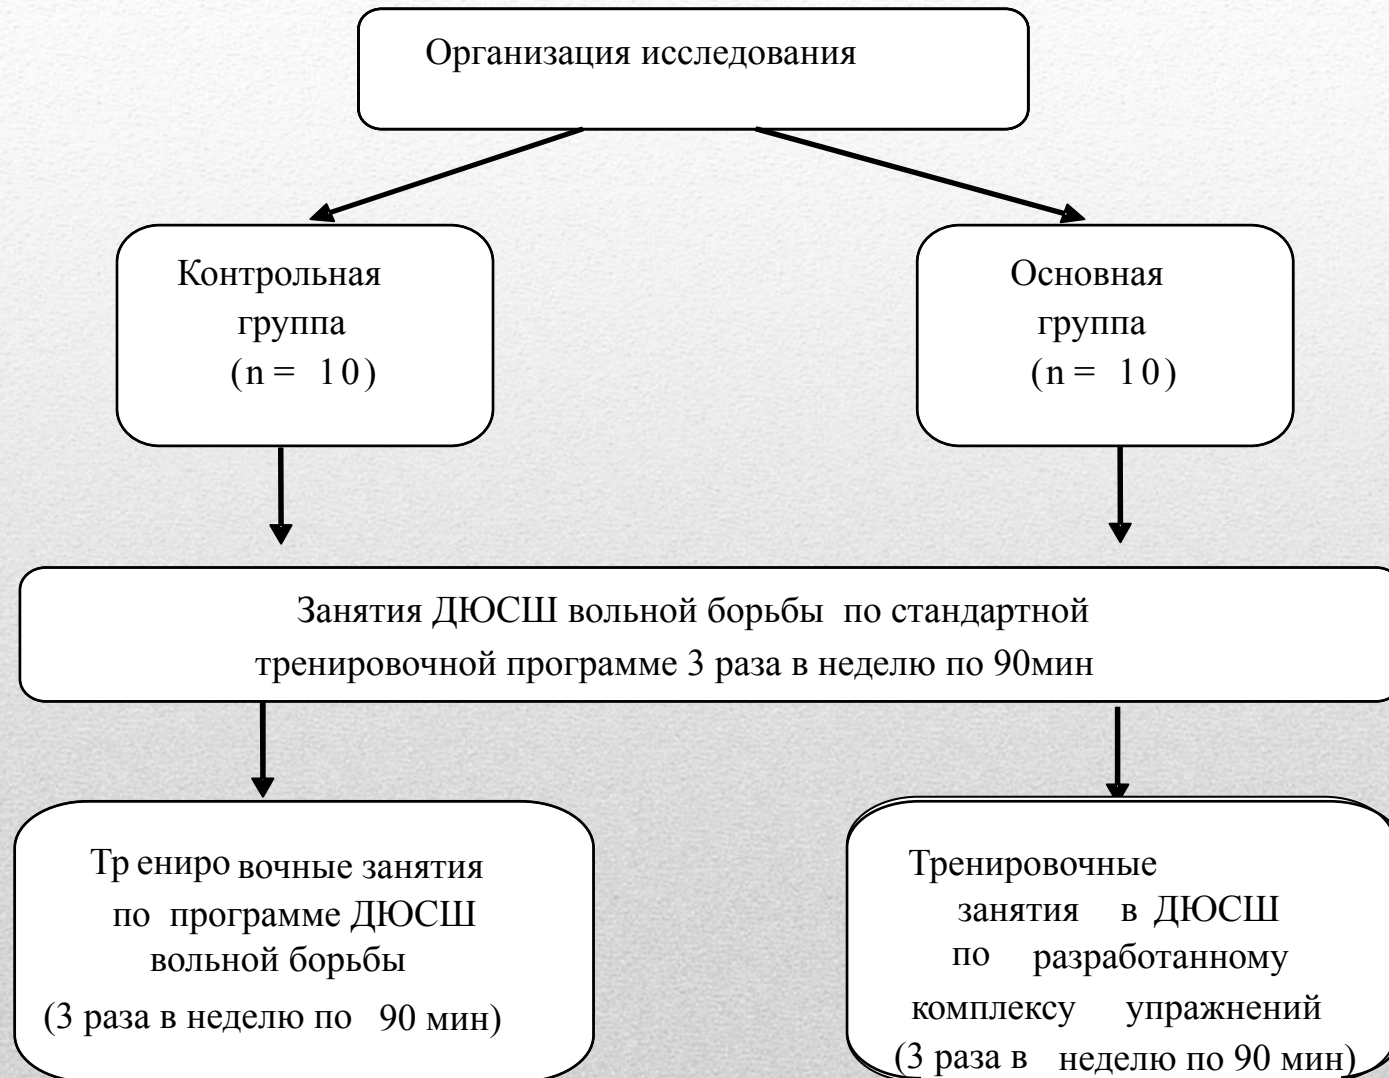 Организация исследования
Контрольная
группа
(n = 10)
Основная
группа
(n = 10)
Занятия ДЮСШ вольной борьбы по стандартной
тренировочной программе 3 раза в неделю по 90мин
Тр ениро вочные занятия
по программе ДЮСШ
вольной борьбы
(3 раза в неделю по 90 мин)
Тренировочные
занятия в ДЮСШ
по разработанному
комплексу упражнений
(3 раза в неделю по 90 мин)